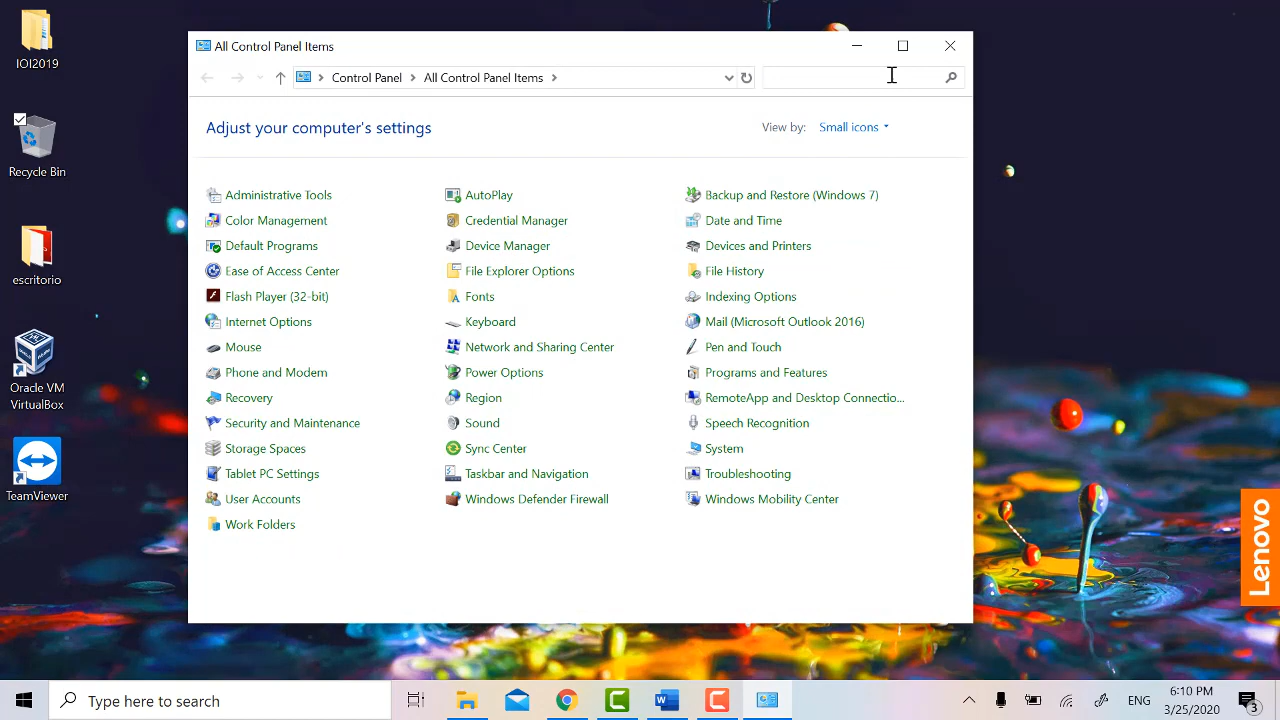 IOI2019
Recycle Bin
escritorio
Oracle VM
VirtualBox
TeamViewer
All Control Panel Items
Control Panel
All Control Panel Items
Adjust your computer's settings
View by: Small icons
Administrative Tools
AutoPlay
Backup and Restore (Windows 7)
Color Management
Credential Manager
Date and Time
Default Programs
Device Manager
Devices and Printers
Ease of Access Center
File Explorer Options
File History
Flash Player (32-bit)
Fonts
Indexing Options
Internet Options
Keyboard
Mail (Microsoft Outlook 2016)
Mouse
Network and Sharing Center
Pen and Touch
Phone and Modem
Power Options
Programs and Features
Recovery
Region
RemoteApp and Desktop Connectio...
Security and Maintenance
Sound
Speech Recognition
Storage Spaces
Sync Center
System
Tablet PC Settings
Taskbar and Navigation
Troubleshooting
User Accounts
Windows Defender Firewall
Windows Mobility Center
Work Folders
Lenovo
Type here to search
ENG
6:10 PM
3/25/2020
3